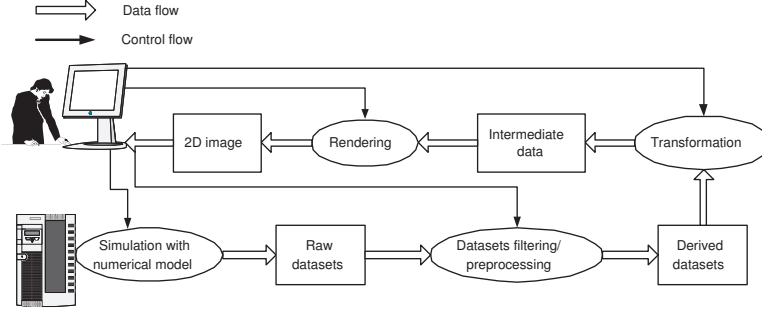 Data flow
Control flow
2D image
Rendering
Intermediate
data
Transformation
Simulation with
numerical model
Raw
datasets
Datasets filtering/
preprocessing
Derived
datasets